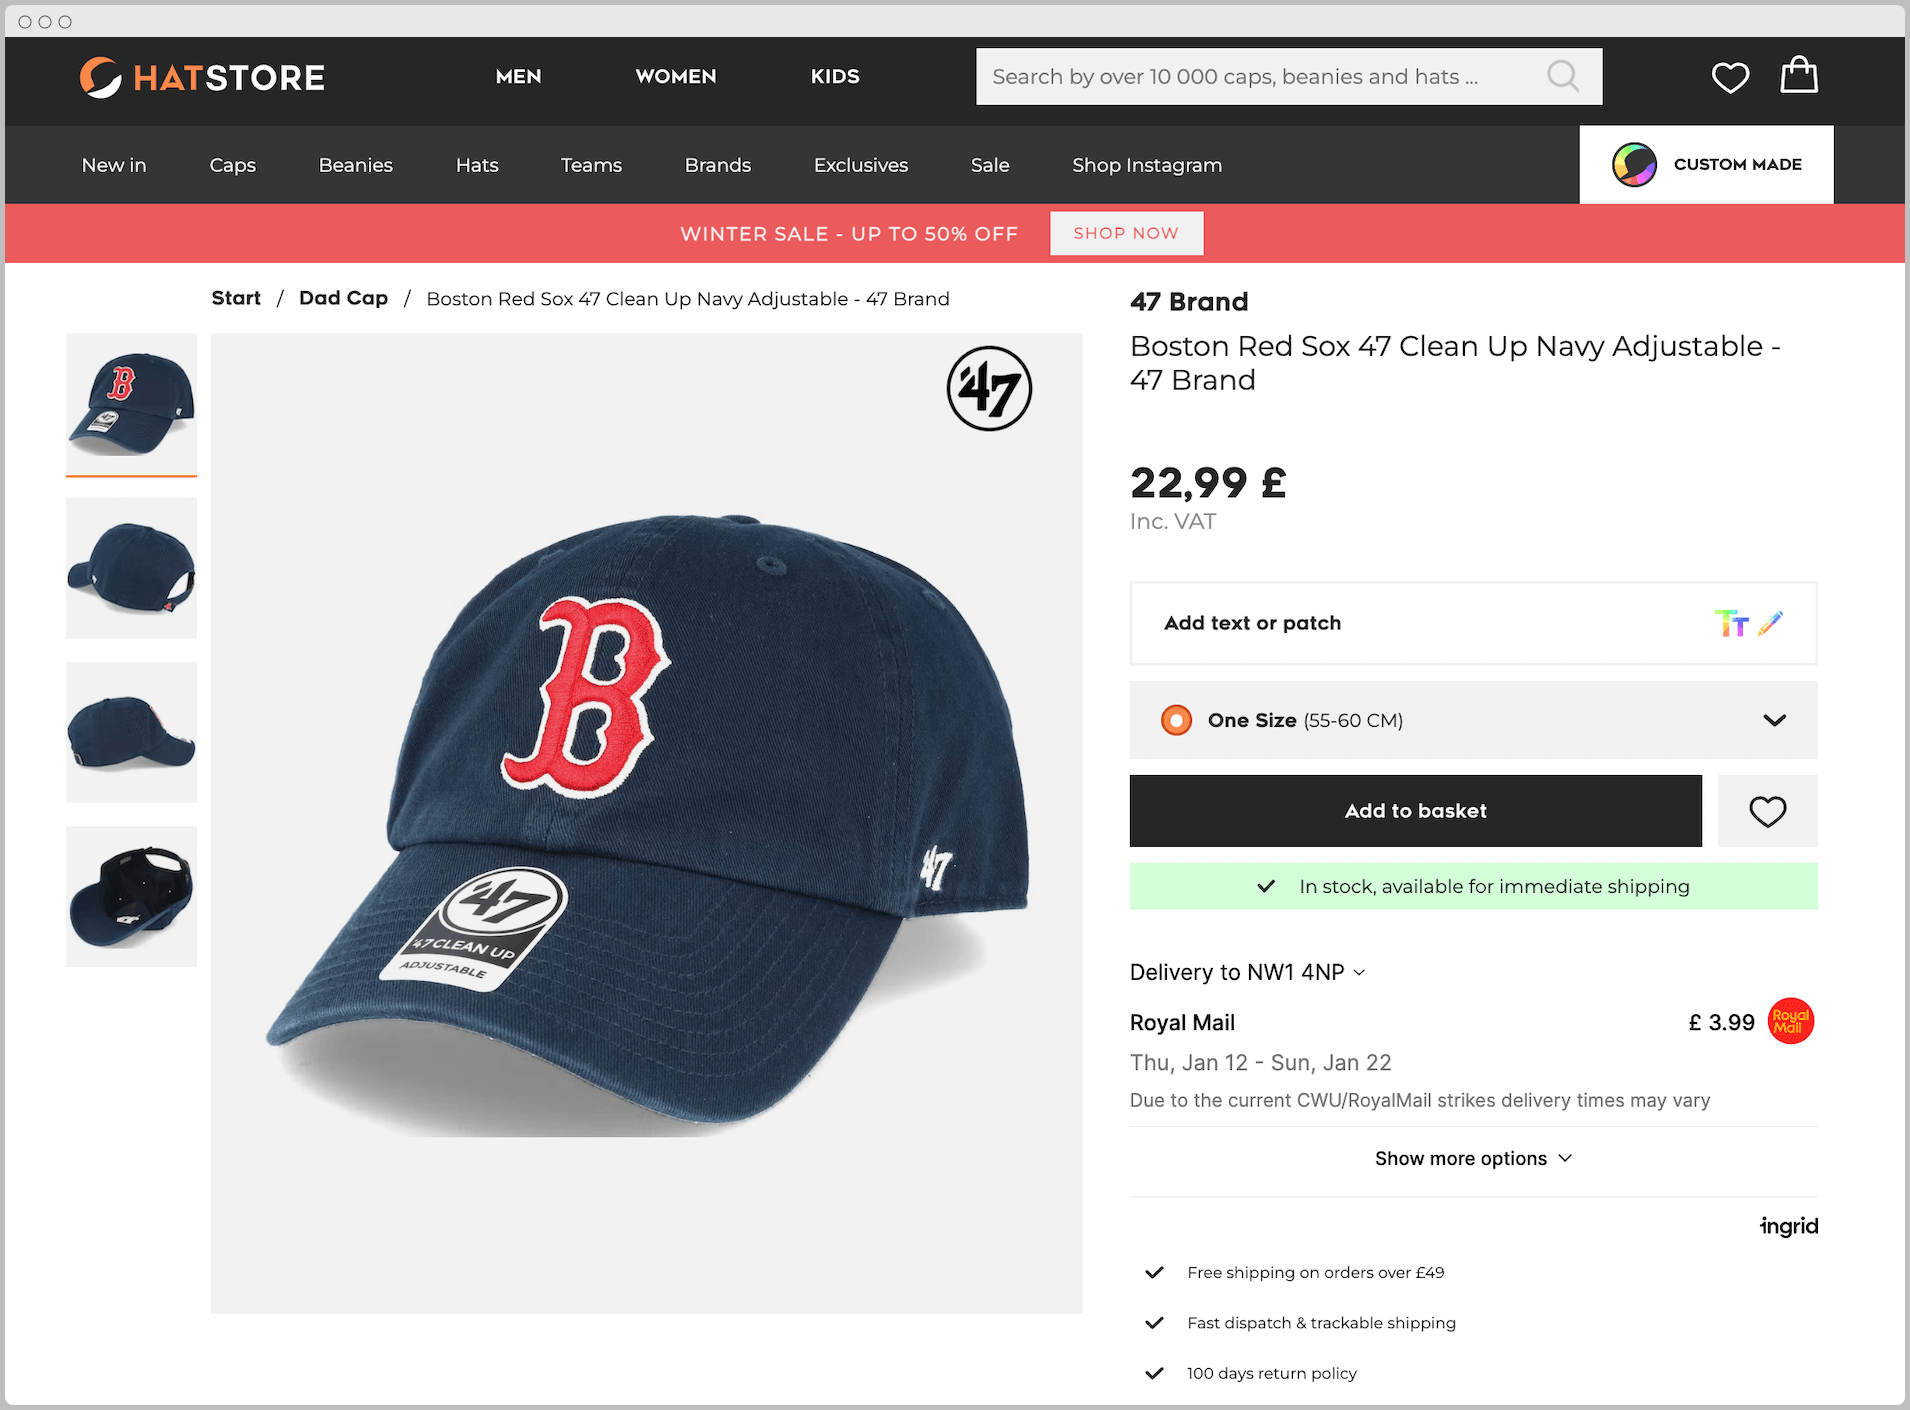 HATSTORE
MEN WOMEN KIDS
Search by over 10 000 caps, beanies and hats ...
New in Caps Beanies Hats Teams Brands Exclusives Sale Shop Instagram
CUSTOM MADE
WINTER SALE - UP TO 50% OFF SHOP NOW
Start / Dad Cap / Boston Red Sox 47 Clean Up Navy Adjustable - 47 Brand
47
B
47
47
'47 CLEAN UP
ADJUSTABLE
47 Brand
Boston Red Sox 47 Clean Up Navy Adjustable -
47 Brand
22,99 £
Inc. VAT
Add text or patch
TT
One Size (55-60 CM)
Add to basket
In stock, available for immediate shipping
Delivery to NW1 4NP
Royal Mail £ 3.99
Royal
Mail
Thu, Jan 12 - Sun, Jan 22
Due to the current CWU/RoyalMail strikes delivery times may vary
Show more options
ingrid
Free shipping on orders over £49
Fast dispatch & trackable shipping
100 days return policy